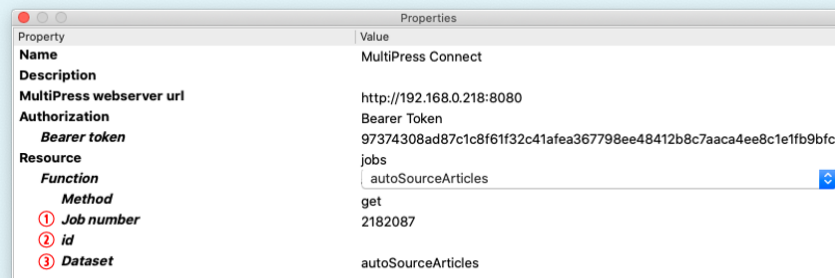 Properties
Property Value
Name MultiPress Connect
Description
MultiPress webserver url http://192.168.0.218:8080
Authorization Bearer Token
Bearer token 97374308ad87c1c8f61f32c41afea367798ee48412b8c7aaca4ee8c1e1fb9bfc
Resource jobs
Function autoSourceArticles
Method get
① Job number 2182087
② id
③ Dataset autoSourceArticles